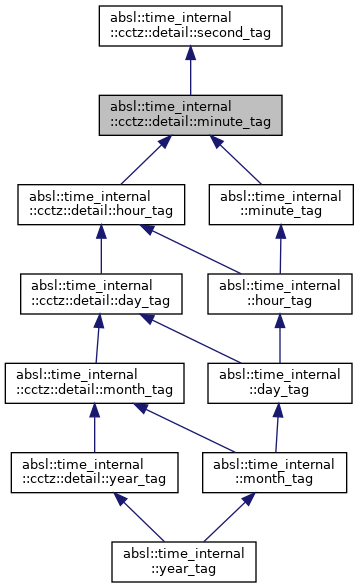 absl::time_internal
::cctz::detail::second_tag
absl::time_internal
::cctz::detail::minute_tag
absl::time_internal
::cctz::detail::hour_tag
absl::time_internal
::minute_tag
absl::time_internal
::cctz::detail::day_tag
absl::time_internal
::hour_tag
absl::time_internal
::cctz::detail::month_tag
absl::time_internal
::day_tag
absl::time_internal
::cctz::detail::year_tag
absl::time_internal
::month_tag
absl::time_internal
::year_tag